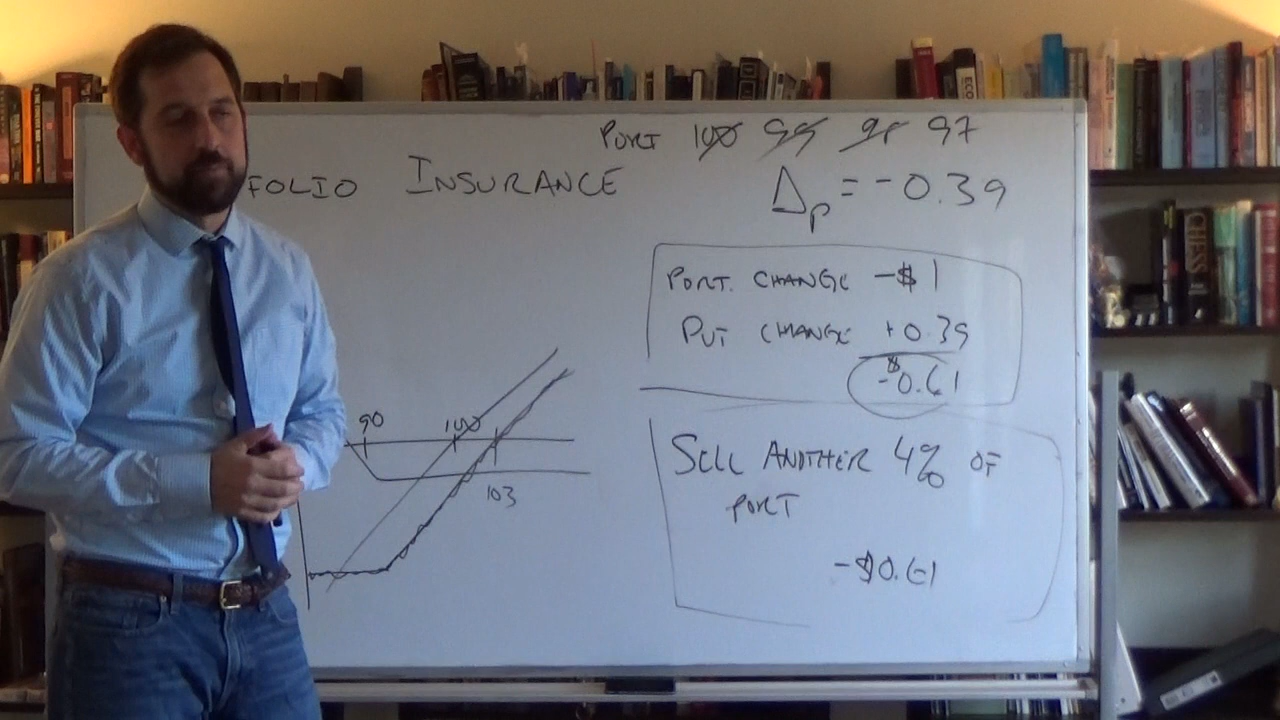 PORT 100 99 98 97
FOLIO INSURANCE
Δp = -0.39
PORT. CHANGE -$1
PUT CHANGE +0.39
-$0.61
90
100
103
SELL ANOTHER 4% OF
PORT
-$0.61
CHESS